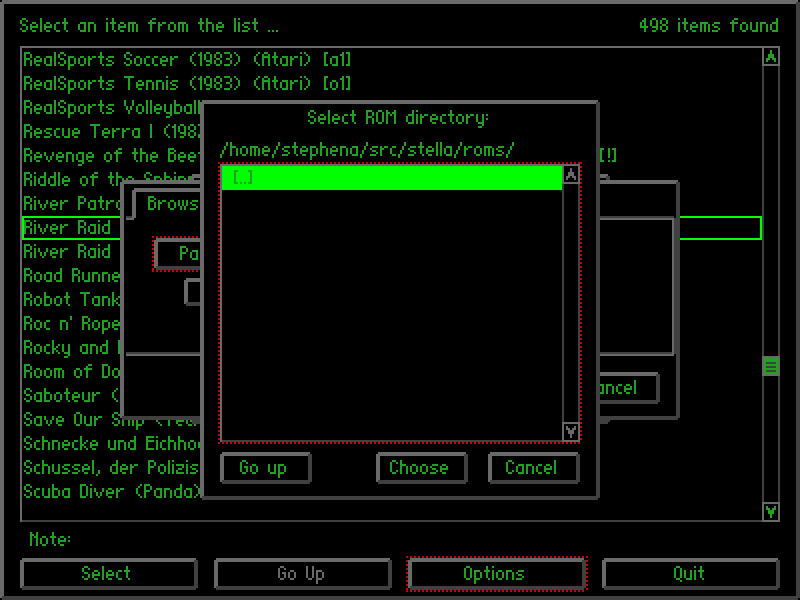 Select an item from the list ...
498 items found
RealSports Soccer (1983) (Atari) [a1]
RealSports Tennis (1983) (Atari) [o1]
RealSports Volleyball
Rescue Terra I (198
Revenge of the Bee
[!]
Riddle of the Sphinx
River Patro
River Raid
River Raid
Road Runne
Robot Tank
Roc n' Rope
Rocky and
Room of Do
Saboteur (
Save Our Ship (Te
Schnecke und Eichho
Schussel, der Polizis
Scuba Diver (Panda)
Brows
Pa
ancel
Select ROM directory:
/home/stephena/src/stella/roms/
[..]
Go up
Choose
Cancel
Note:
Select
Go Up
Options
Quit